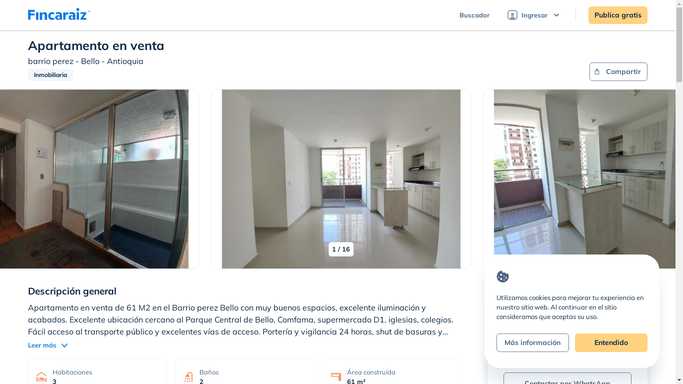 Fincaraiz
Buscador
Ingresar
Publica gratis
Apartamento en venta
barrio perez - Bello - Antioquia
Inmobiliaria
Compartir
1 / 16
Descripción general
Apartamento en venta de 61 M2 en el Barrio perez Bello con muy buenos espacios, excelente iluminación y
acabados. Excelente ubicación cercano al Parque Central de Bello, Comfama, supermercada D1, iglesias, colegios.
Fácil acceso al transporte público y excelentes vías de acceso. Portería y vigilancia 24 horas, shut de basuras y...
Leer más
Habitaciones
3
Baños
2
Área construida
61 m²
Utilizamos cookies para mejorar tu experiencia en
nuestro sitio web. Al continuar en el sitio
consideramos que aceptas su uso.
Más información
Entendido
Contactar por WhatsApp